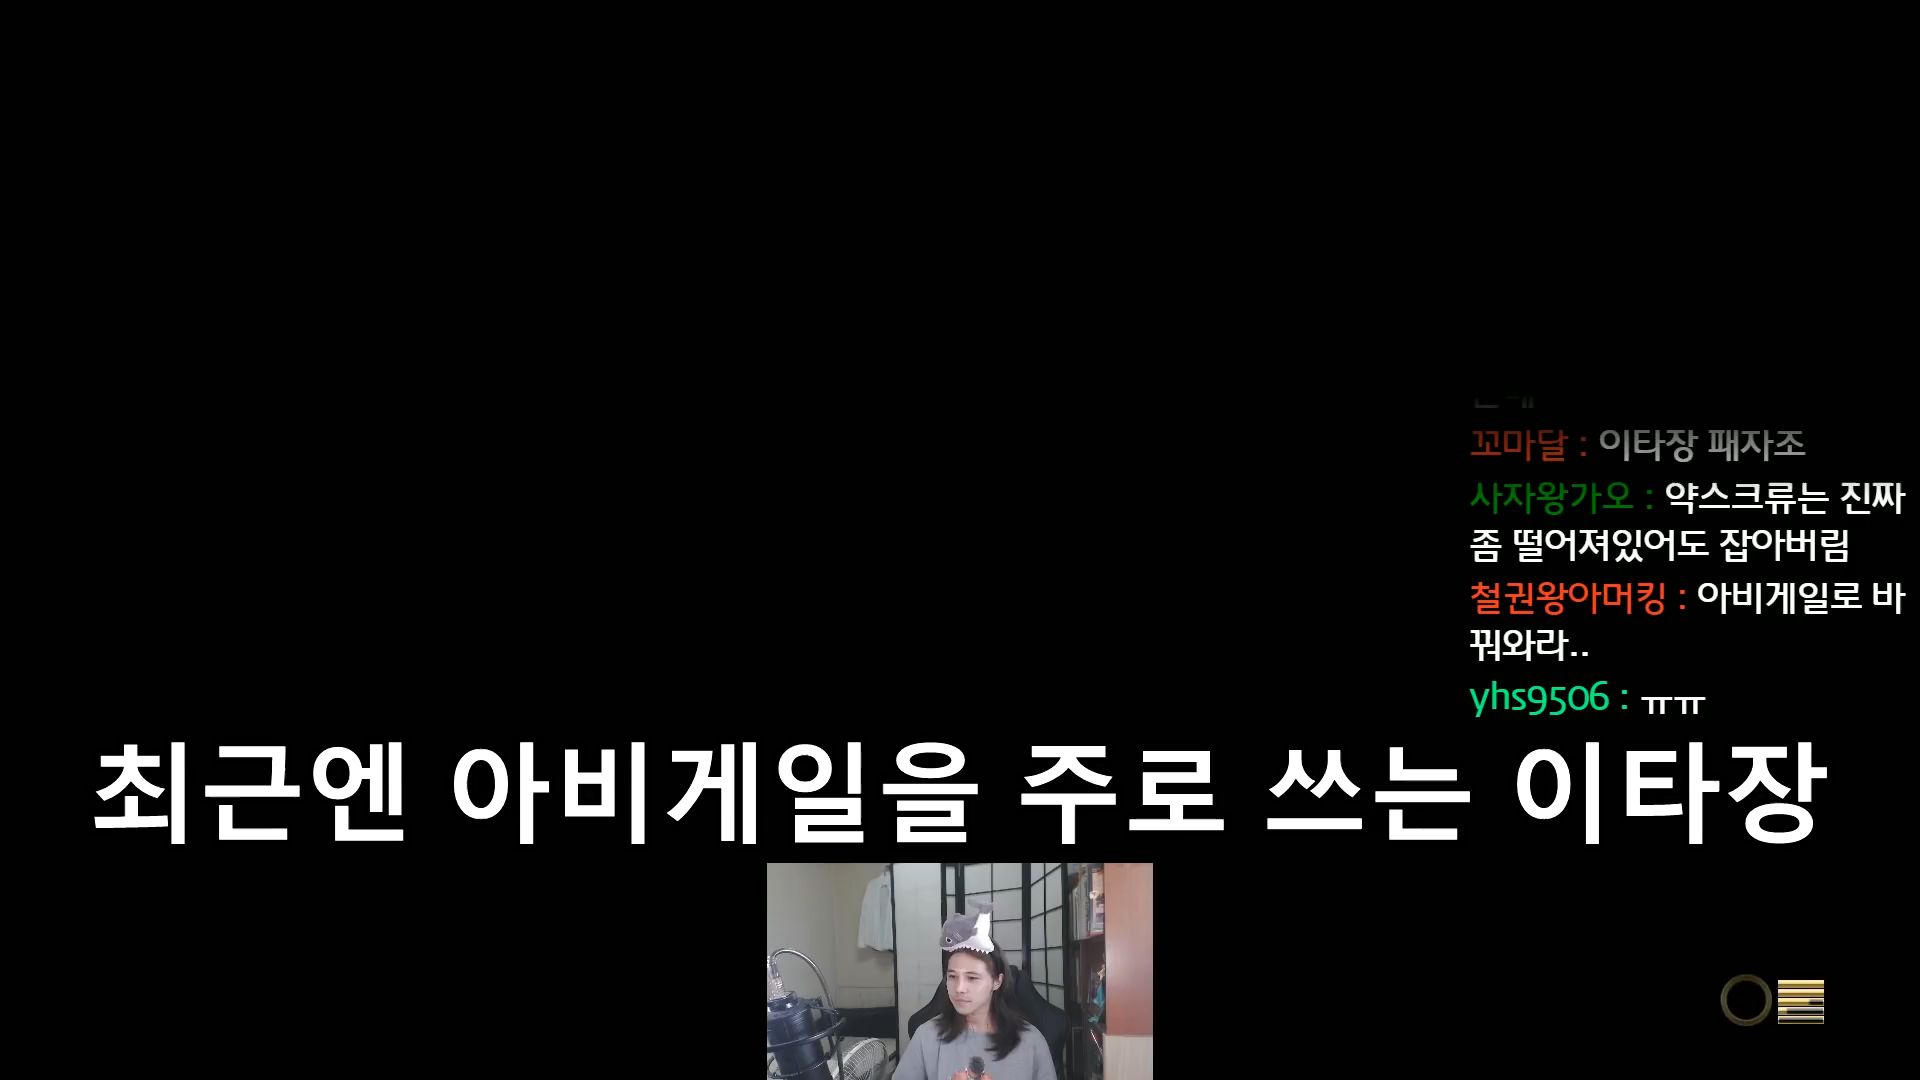 꼬마달 : 이타장 패자조
사자왕가오 : 약스크류는 진짜
좀 떨어져있어도 잡아버림
철권왕아머킹 : 아비게일로 바
꿔와라..
yhs9506 : ㅠㅠ
최근엔 아비게일을 주로 쓰는 이타장